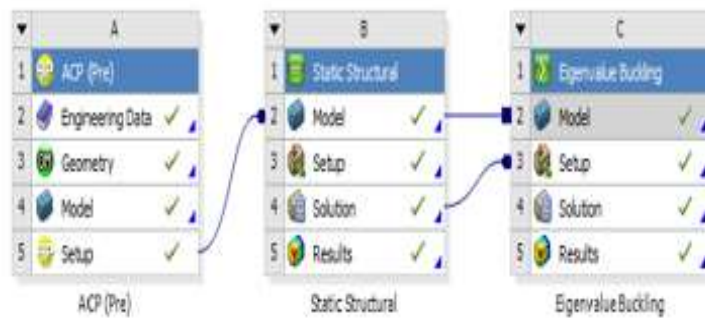 A
1 ACP (Pre)
2 Engineering Data
3 Geometry
4 Model
5 Setup
ACP (Pre)
B
1 Static Structural
2 Model
3 Setup
4 Solution
5 Results
Static Structural
C
1 Eigenvalue Buckling
2 Model
3 Setup
4 Solution
5 Results
Eigenvalue Buckling